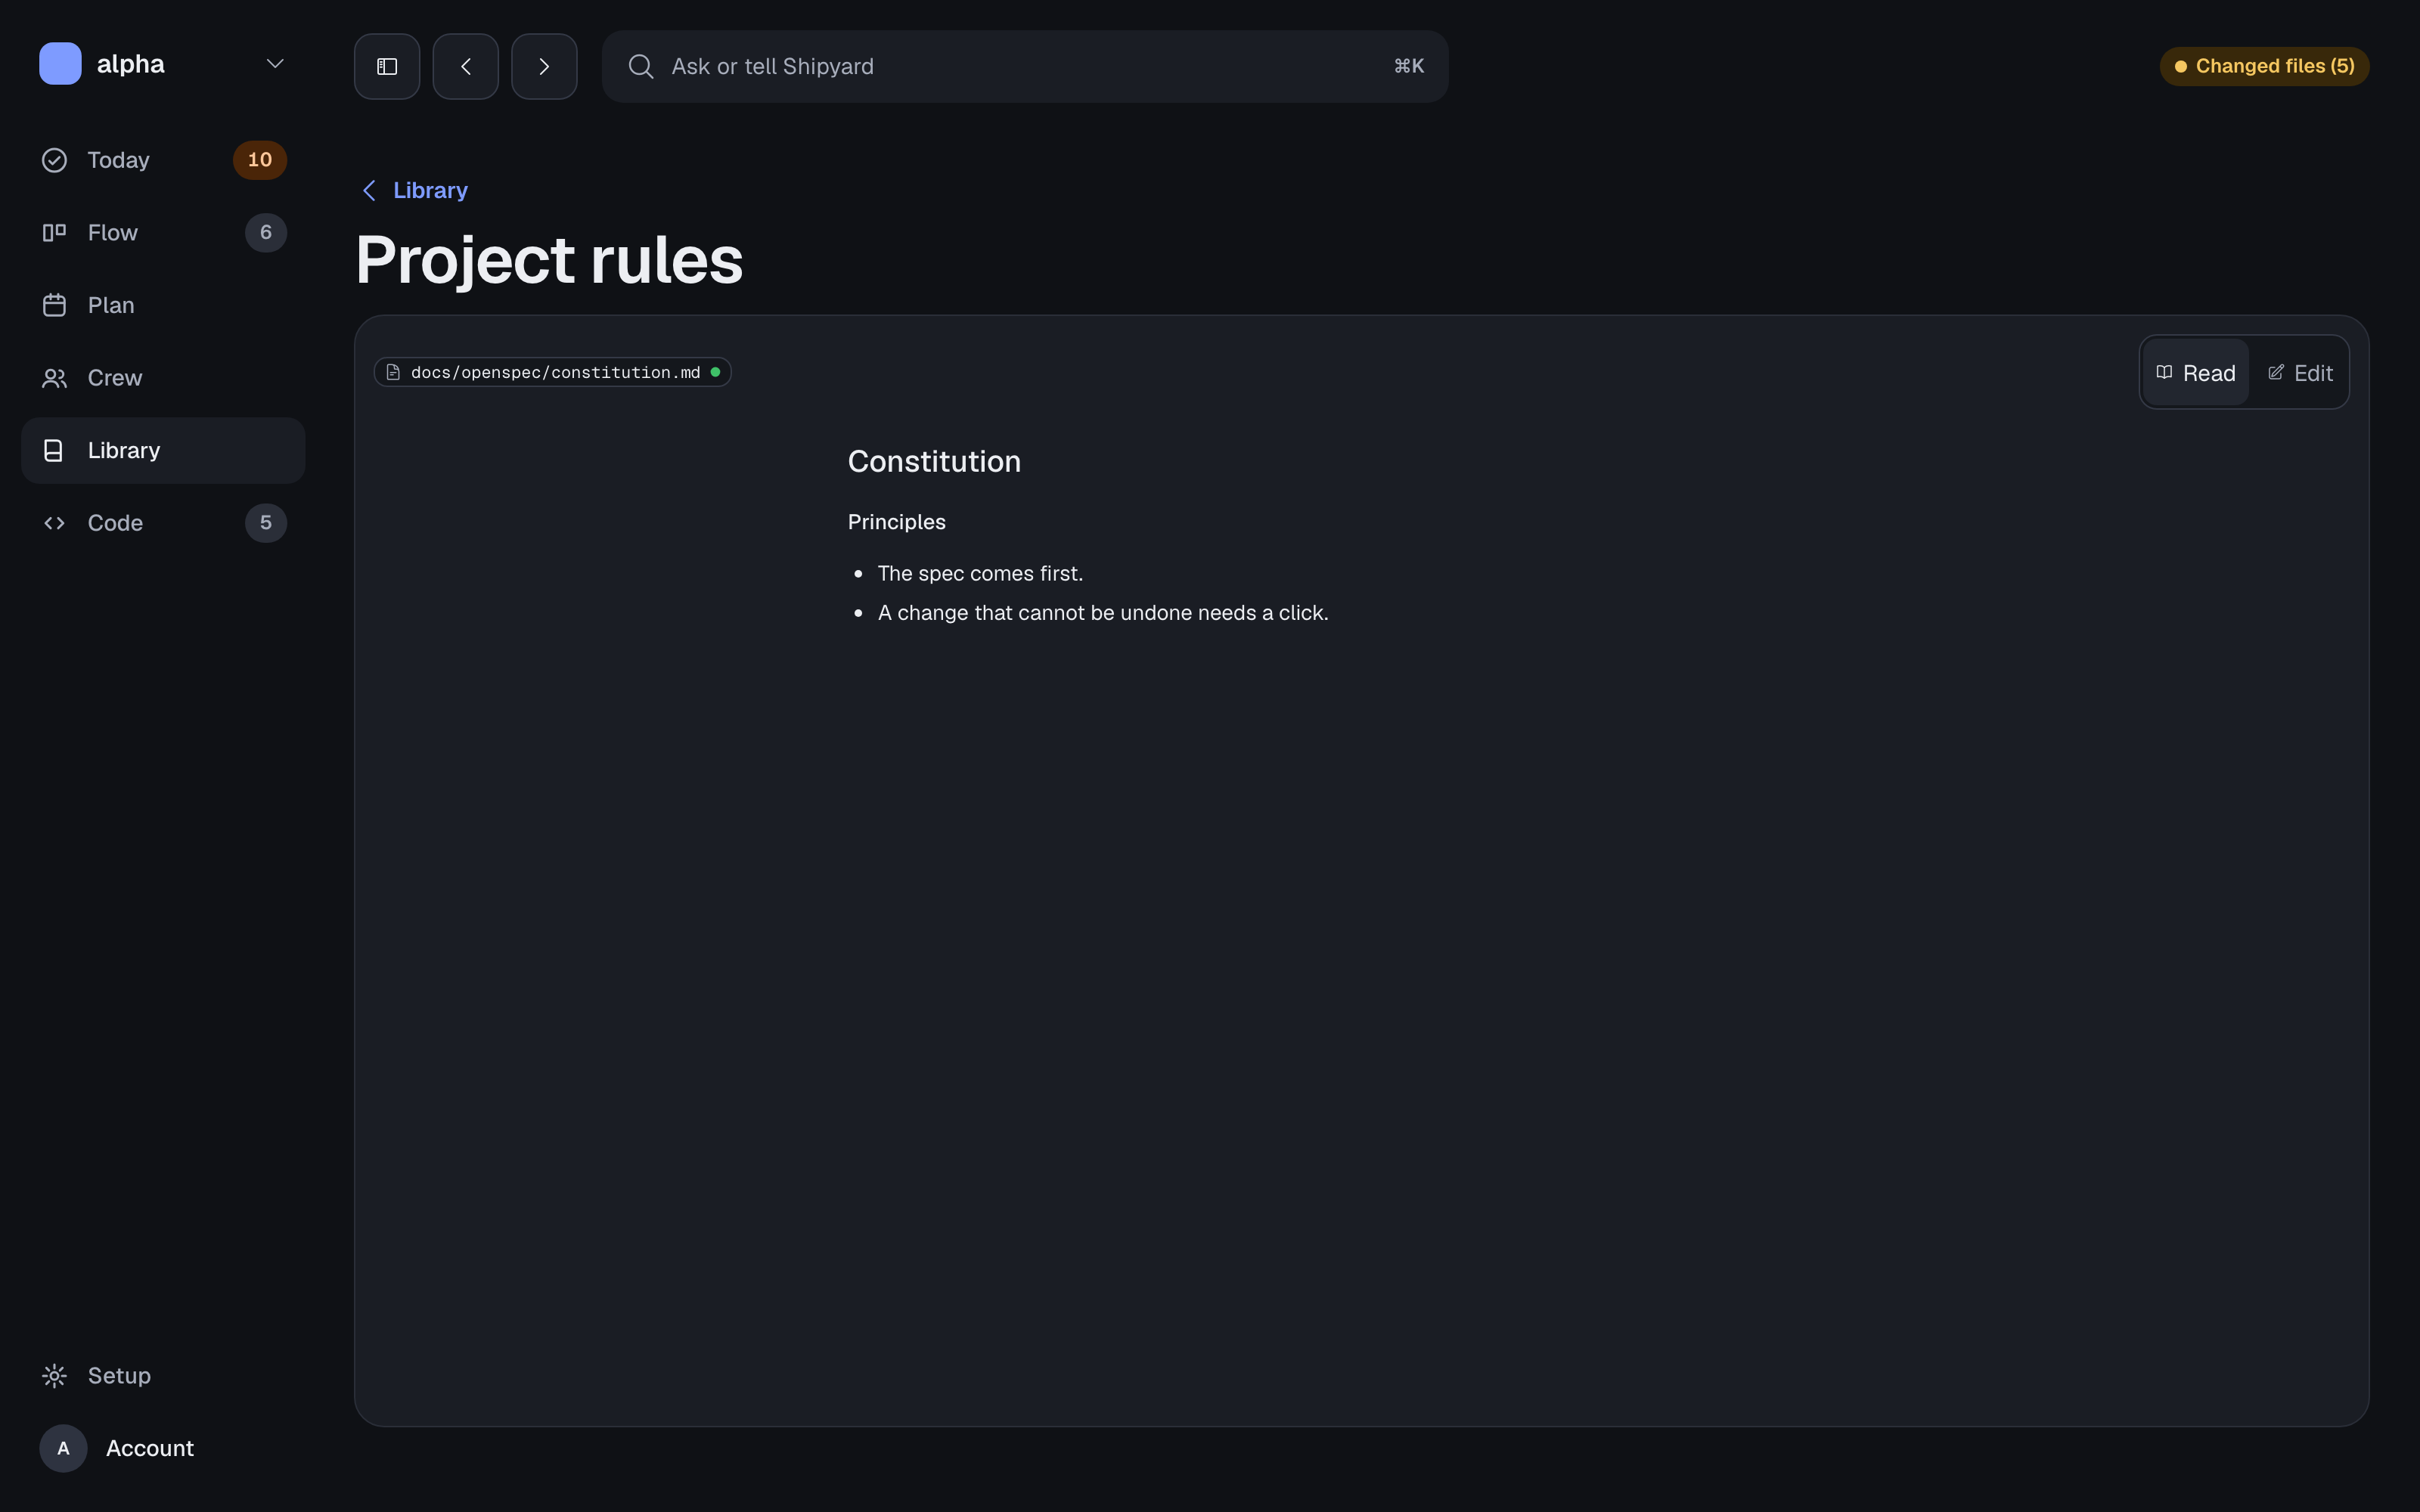 alpha
Ask or tell Shipyard ⌘K
Changed files (5)
Today 10
Flow 6
Plan
Crew
Library
Code 5
Setup
A Account
Library
Project rules
docs/openspec/constitution.md
Read Edit
Constitution
Principles
• The spec comes first.
• A change that cannot be undone needs a click.